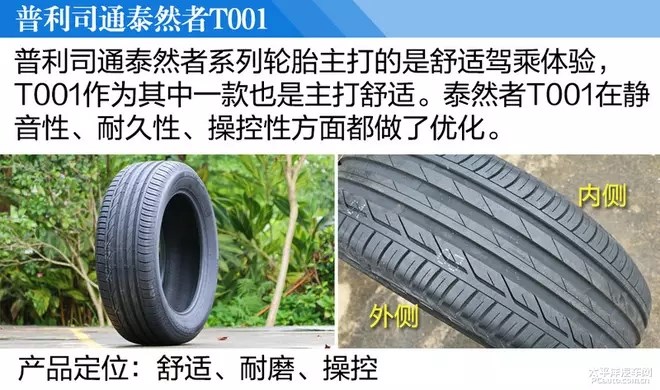 普利司通泰然者T001
普利司通泰然者系列轮胎主打的是舒适驾乘体验，
T001作为其中一款也是主打舒适。泰然者T001在静
音性、耐久性、操控性方面都做了优化。
内侧
外侧
产品定位：舒适、耐磨、操控
太平洋汽车网
PCauto.com.cn